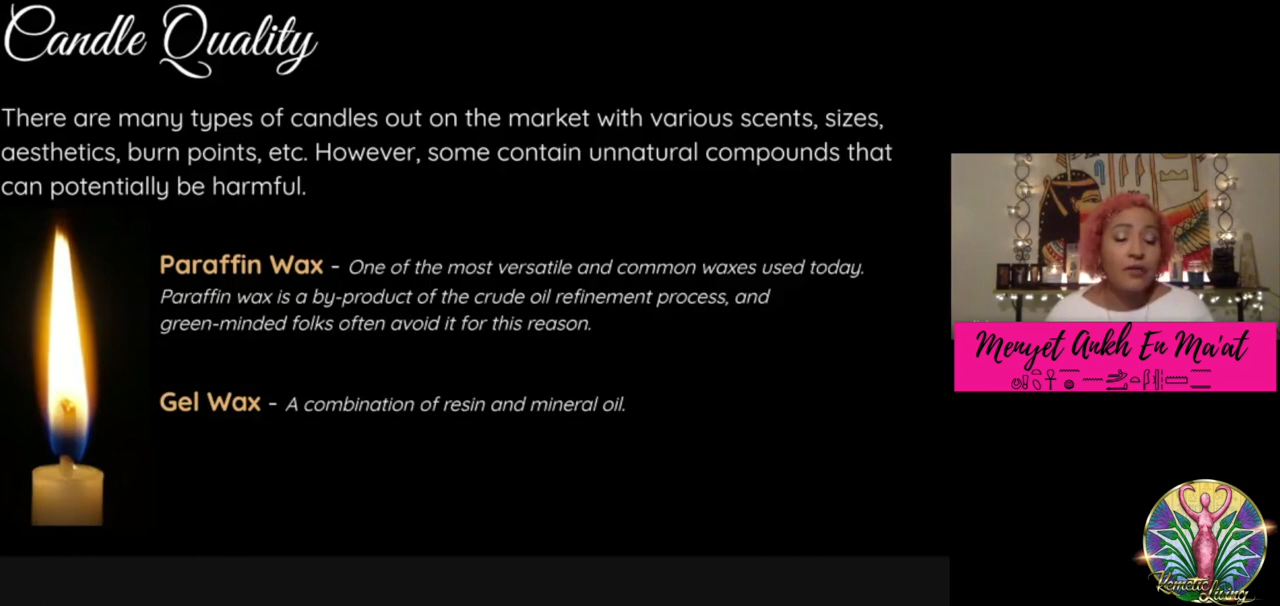 Candle Quality
There are many types of candles out on the market with various scents, sizes,
aesthetics, burn points, etc. However, some contain unnatural compounds that
can potentially be harmful.
Paraffin Wax - One of the most versatile and common waxes used today.
Paraffin wax is a by-product of the crude oil refinement process, and
green-minded folks often avoid it for this reason.
Gel Wax - A combination of resin and mineral oil.
Menyet Ankh En Ma'at
Kemetic Living